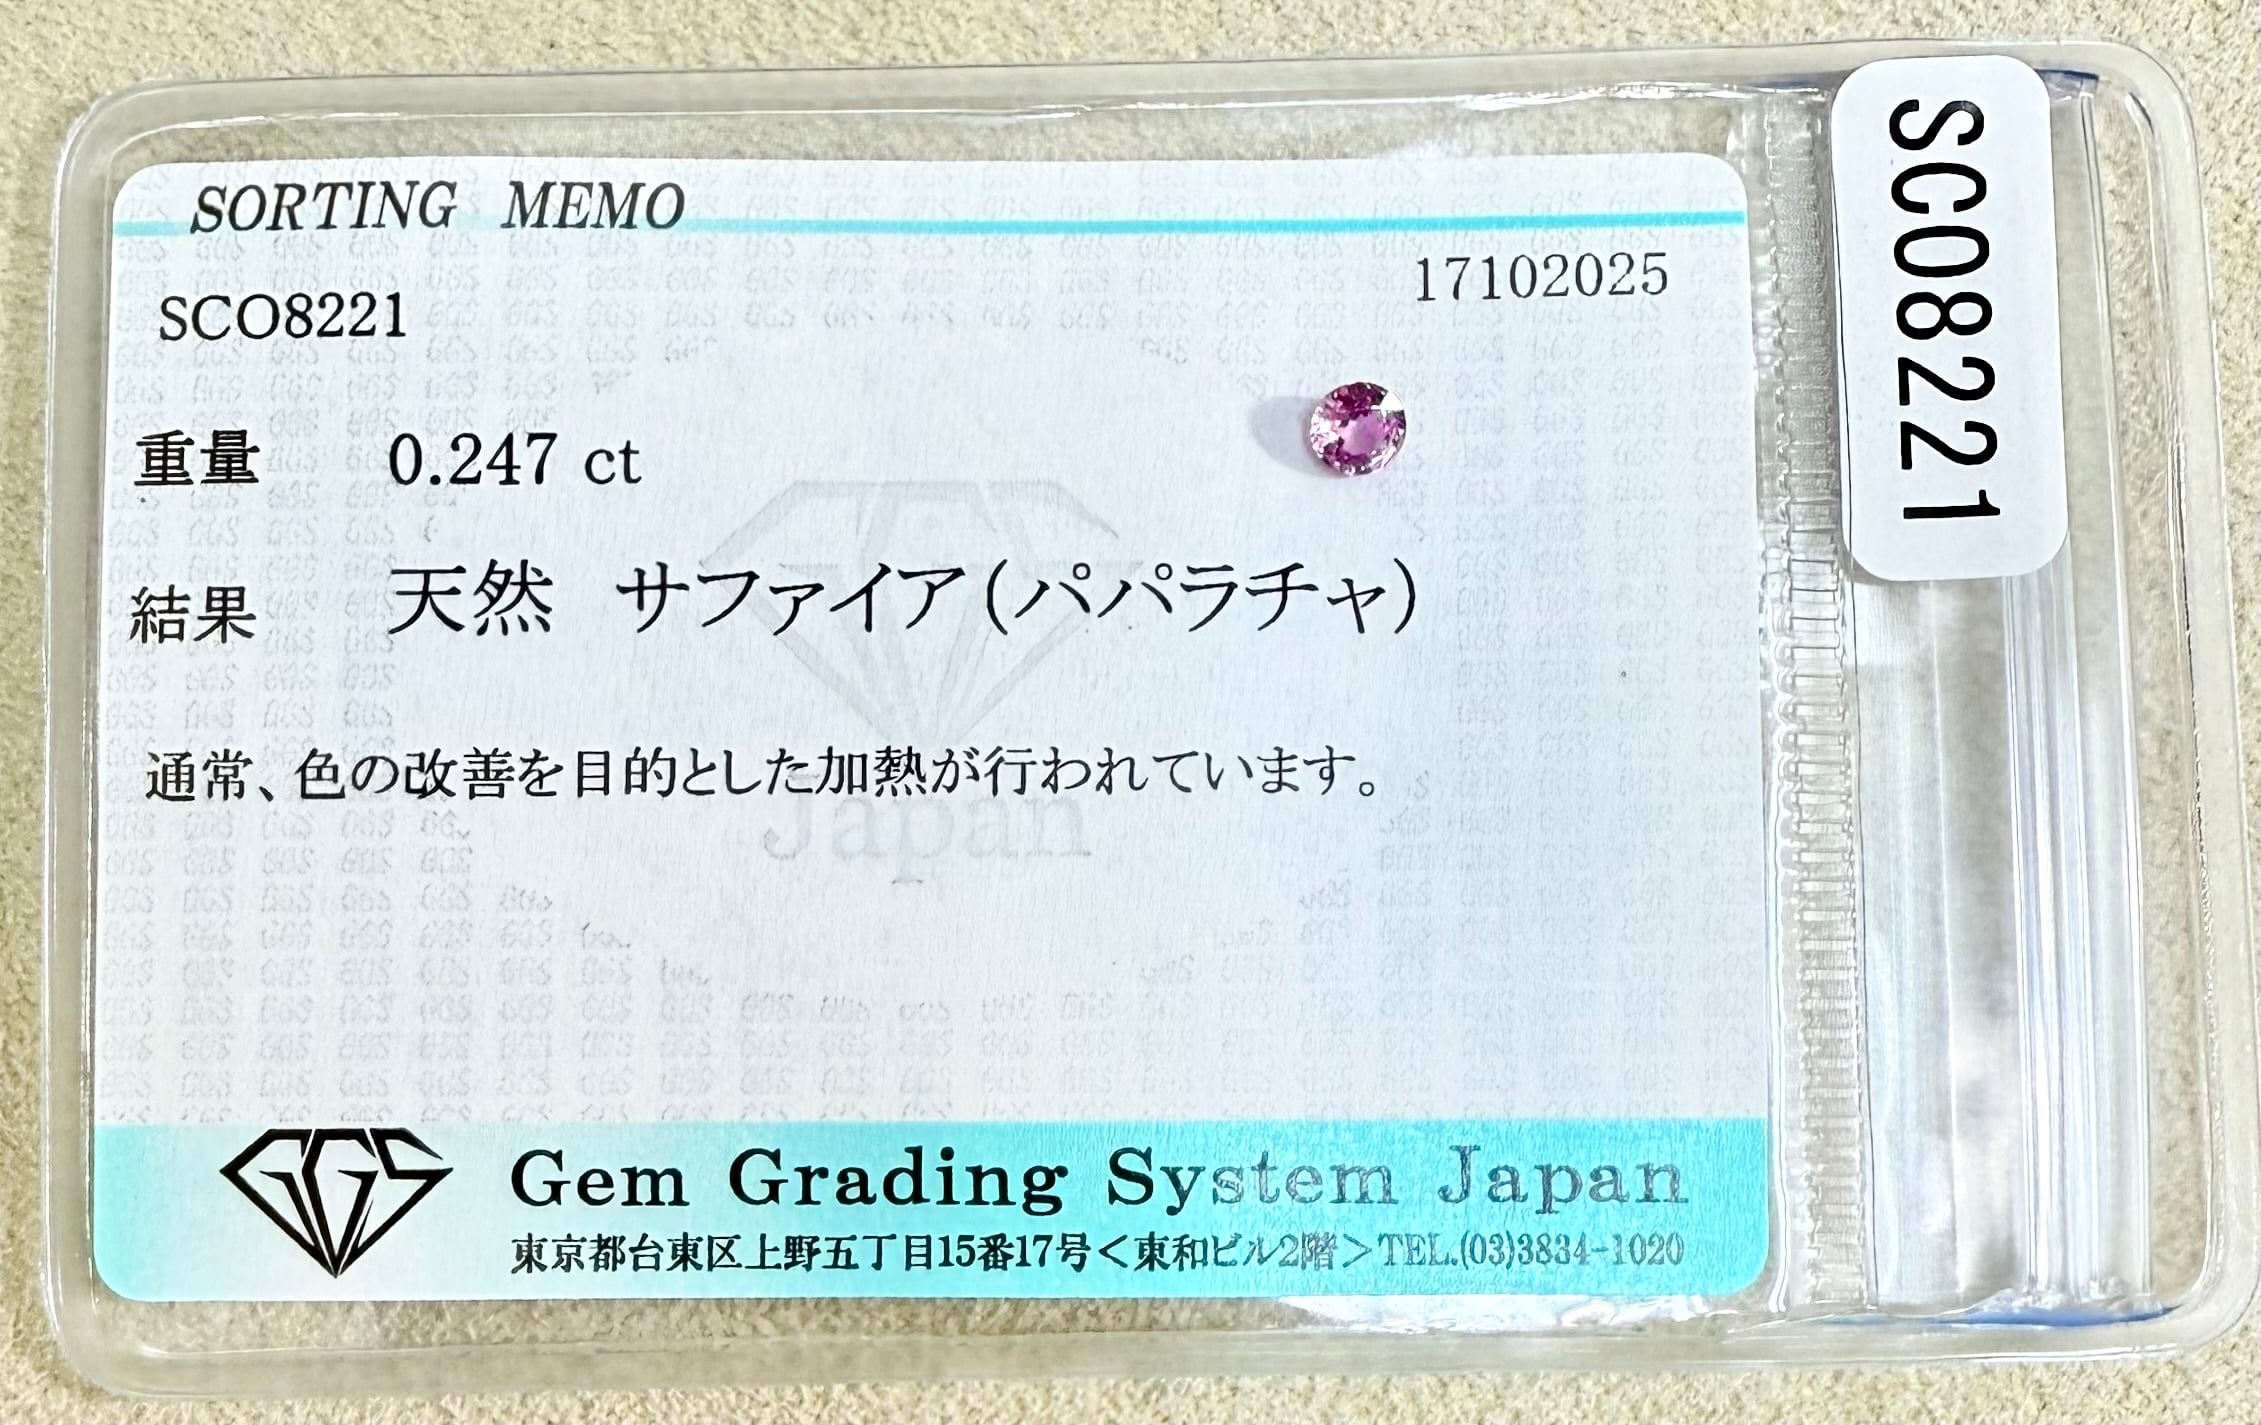 SORTING MEMO
17102025
SCO8221
重量 0.247 ct
結果 天然 サファイア(パパラチャ)
通常、色の改善を目的とした加熱が行われています。
Japan
GGS
Gem Grading System Japan
東京都台東区上野五丁目15番17号<東和ビル2階>TEL.(03)3834-1020
SCO8221